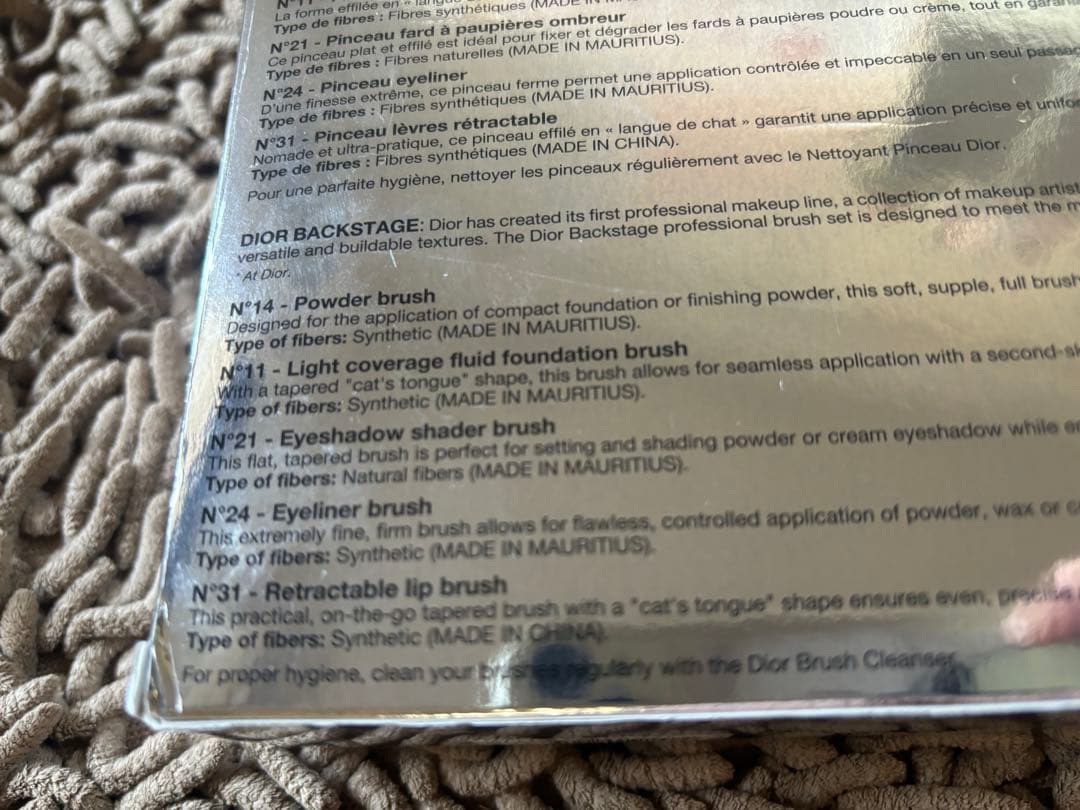 N°11
La forme effilée en « langue
Type de fibres : Fibres synthétiques (MADE IN
N°21 - Pinceau fard à paupières ombreur
Ce pinceau plat et effilé est idéal pour fixer et dégrader les fards à paupières poudre ou crème, tout en
Type de fibres : Fibres naturelles (MADE IN MAURITIUS).
N°24 - Pinceau eyeliner
D'une finesse extrême, ce pinceau ferme permet une application contrôlée et impeccable en un seul
Type de fibres : Fibres synthétiques (MADE IN MAURITIUS).
N°31 - Pinceau lèvres rétractable
Nomade et ultra-pratique, ce pinceau effilé en « langue de chat » garantit une application précise et
Type de fibres : Fibres synthétiques (MADE IN CHINA).
Pour une parfaite hygiène, nettoyer les pinceaux régulièrement avec le Nettoyant Pinceau Dior.
DIOR BACKSTAGE: Dior has created its first professional makeup line, a collection of makeup
versatile and buildable textures. The Dior Backstage professional brush set is designed to meet the
* At Dior.
N°14 - Powder brush
Designed for the application of compact foundation or finishing powder, this soft, supple, full brush
Type of fibers: Synthetic (MADE IN MAURITIUS).
N°11 - Light coverage fluid foundation brush
With a tapered "cat's tongue" shape, this brush allows for seamless application with a
Type of fibers: Synthetic (MADE IN MAURITIUS).
N°21 - Eyeshadow shader brush
This flat, tapered brush is perfect for setting and shading powder or cream eyeshadow while
Type of fibers: Natural fibers (MADE IN MAURITIUS).
N°24 - Eyeliner brush
This extremely fine, firm brush allows for flawless, controlled application of powder, wax or
Type of fibers: Synthetic (MADE IN MAURITIUS).
N°31 - Retractable lip brush
This practical, on-the-go tapered brush with a "cat's tongue" shape ensures even, precise
Type of fibers: Synthetic (MADE IN CHINA).
For proper hygiene, clean your brushes regularly with the Dior Brush Cleanser.